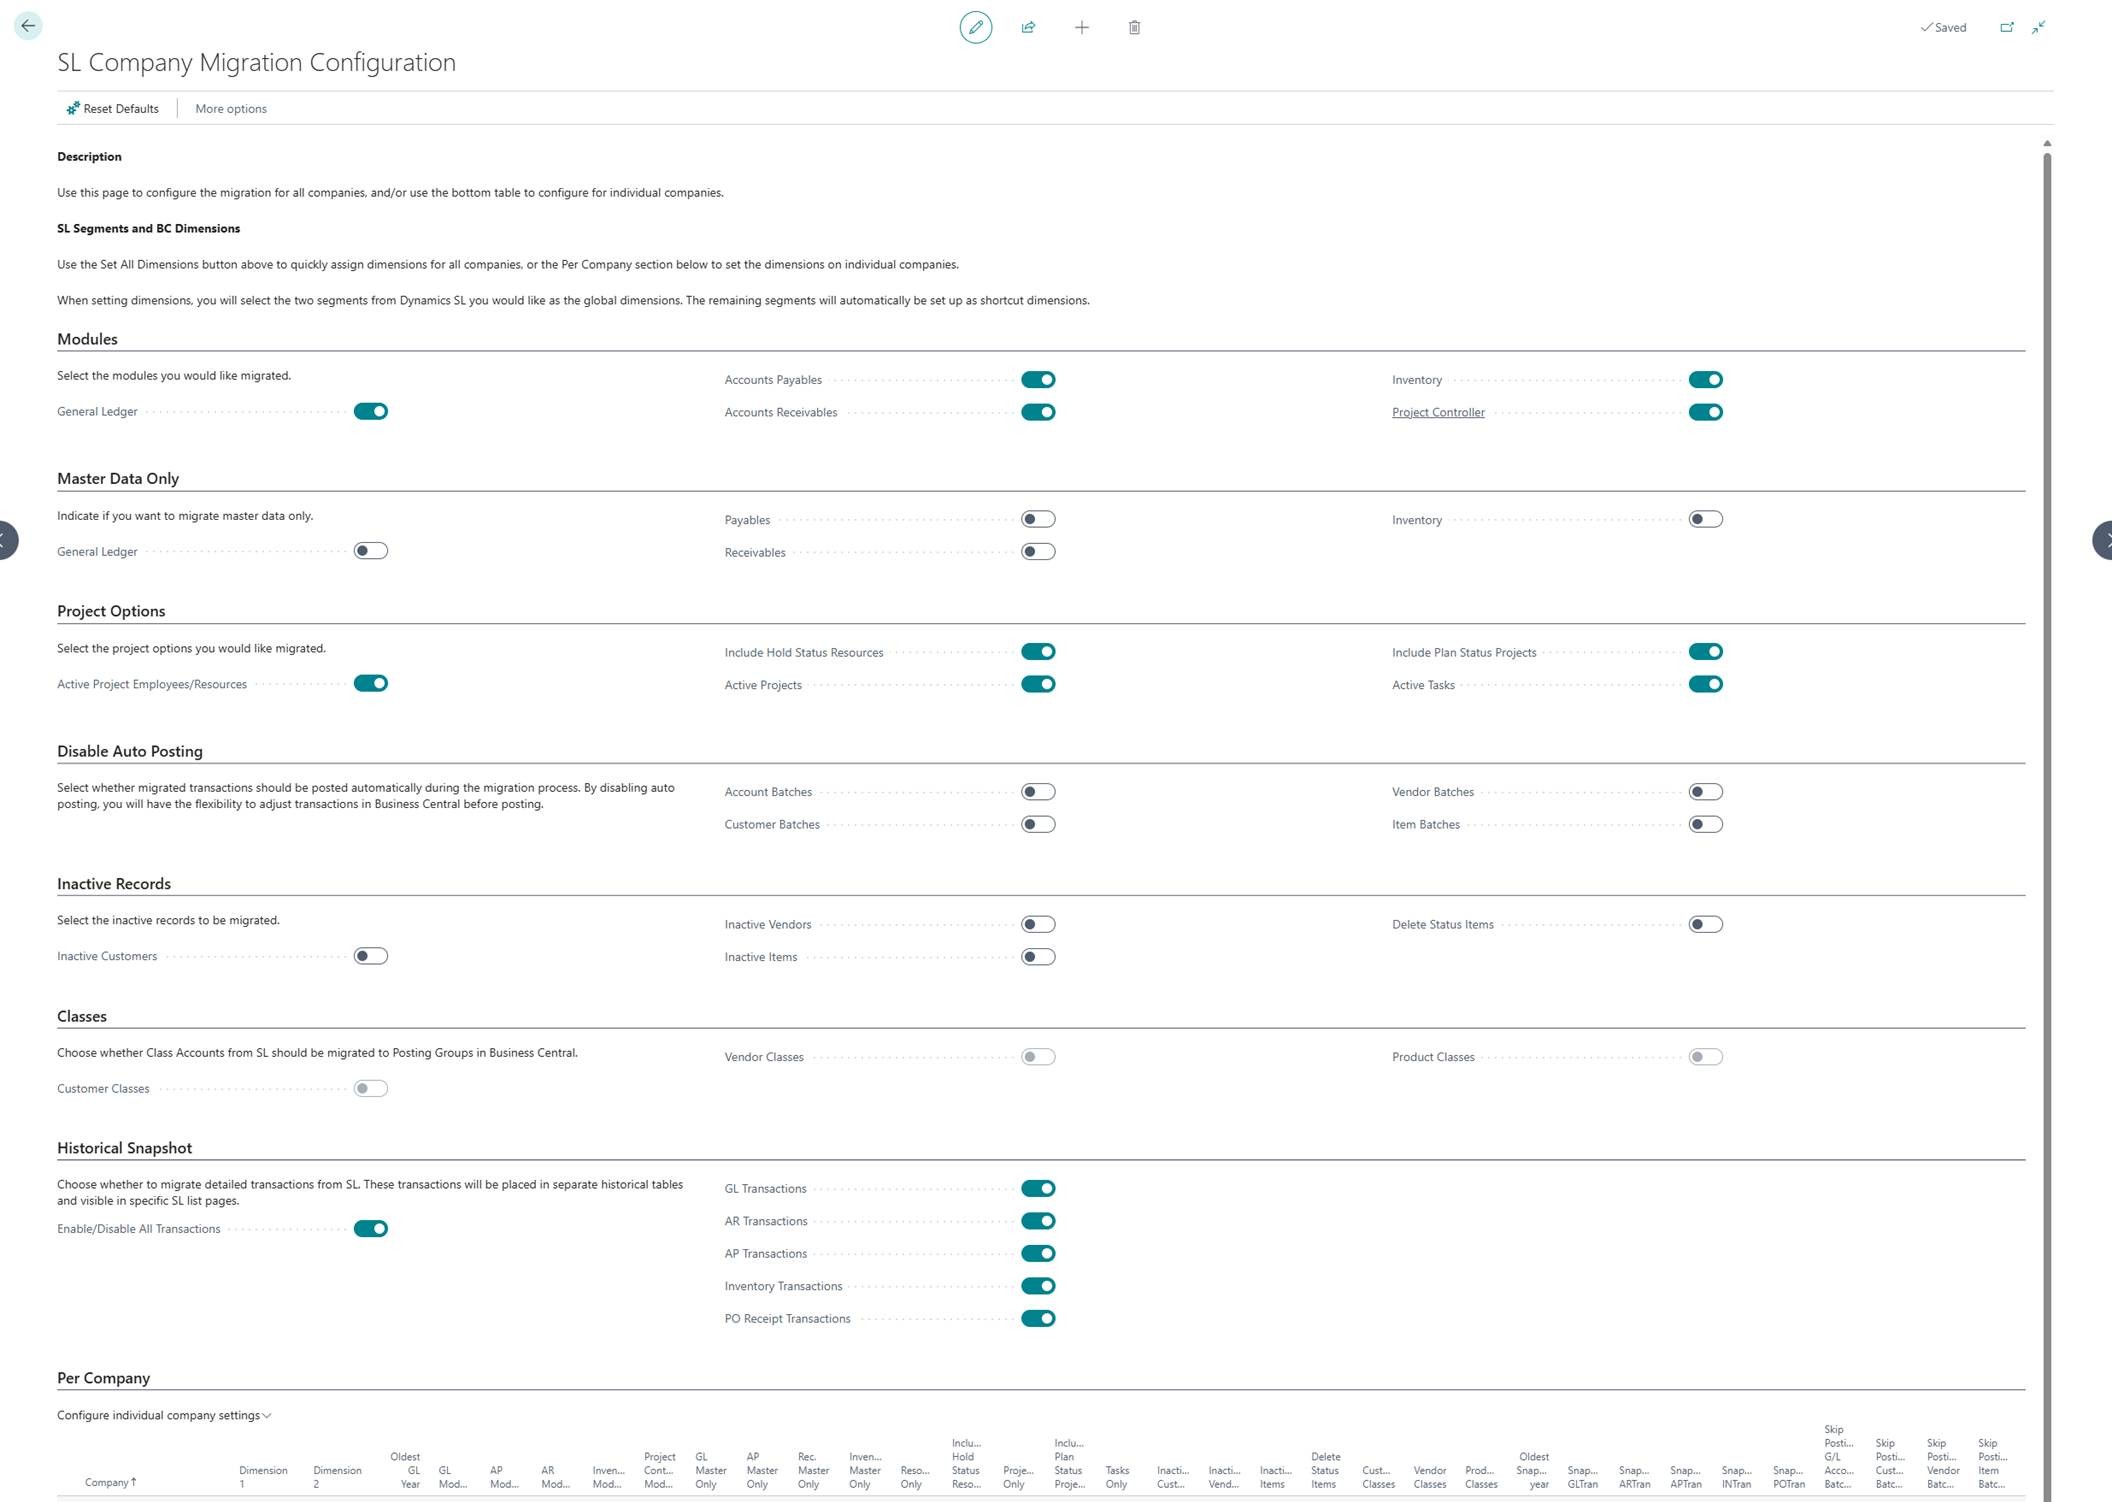 Saved
SL Company Migration Configuration
Reset Defaults
More options
Description
Use this page to configure the migration for all companies, and/or use the bottom table to configure for individual companies.
SL Segments and BC Dimensions
Use the Set All Dimensions button above to quickly assign dimensions for all companies, or the Per Company section below to set the dimensions on individual companies.
When setting dimensions, you will select the two segments from Dynamics SL you would like as the global dimensions. The remaining segments will automatically be set up as shortcut dimensions.
Modules
Select the modules you would like migrated.
General Ledger
Accounts Payables
Accounts Receivables
Inventory
Project Controller
Master Data Only
Indicate if you want to migrate master data only.
General Ledger
Payables
Receivables
Inventory
Project Options
Select the project options you would like migrated.
Active Project Employees/Resources
Include Hold Status Resources
Active Projects
Include Plan Status Projects
Active Tasks
Disable Auto Posting
Select whether migrated transactions should be posted automatically during the migration process. By disabling auto
posting, you will have the flexibility to adjust transactions in Business Central before posting.
Account Batches
Customer Batches
Vendor Batches
Item Batches
Inactive Records
Select the inactive records to be migrated.
Inactive Customers
Inactive Vendors
Inactive Items
Delete Status Items
Classes
Choose whether Class Accounts from SL should be migrated to Posting Groups in Business Central.
Customer Classes
Vendor Classes
Product Classes
Historical Snapshot
Choose whether to migrate detailed transactions from SL. These transactions will be placed in separate historical tables
and visible in specific SL list pages.
Enable/Disable All Transactions
GL Transactions
AR Transactions
AP Transactions
Inventory Transactions
PO Receipt Transactions
Per Company
Configure individual company settings
Company ↑
Dimension
1
Dimension
2
Oldest
GL
Year
GL
Mod...
AP
Mod...
AR
Mod...
Inven...
Mod...
Project
Cont...
Mod...
GL
Master
Only
AP
Master
Only
Rec.
Master
Only
Inven...
Master
Only
Reso...
Only
Inclu...
Hold
Status
Reso...
Proje...
Only
Inclu...
Plan
Status
Proje...
Tasks
Only
Inacti...
Cust...
Inacti...
Vend...
Inacti...
Items
Delete
Status
Items
Cust...
Classes
Vendor
Classes
Prod...
Classes
Oldest
Snap...
year
Snap...
GLTran
Snap...
ARTran
Snap...
APTran
Snap...
INTran
Snap...
POTran
Skip
Posti...
G/L
Acco...
Batc...
Skip
Posti...
Cust...
Batc...
Skip
Posti...
Vendor
Batc...
Skip
Posti...
Item
Batc...